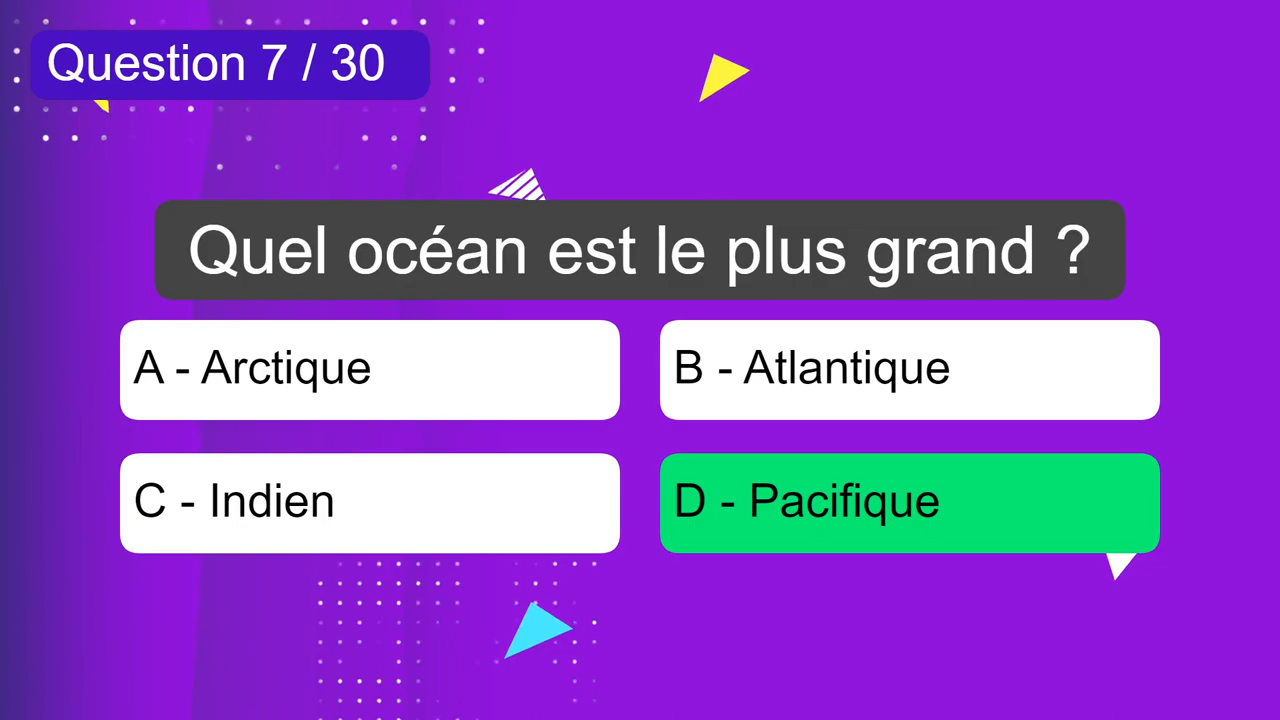 Question 7 / 30
Quel océan est le plus grand ?
A - Arctique
B - Atlantique
C - Indien
D - Pacifique